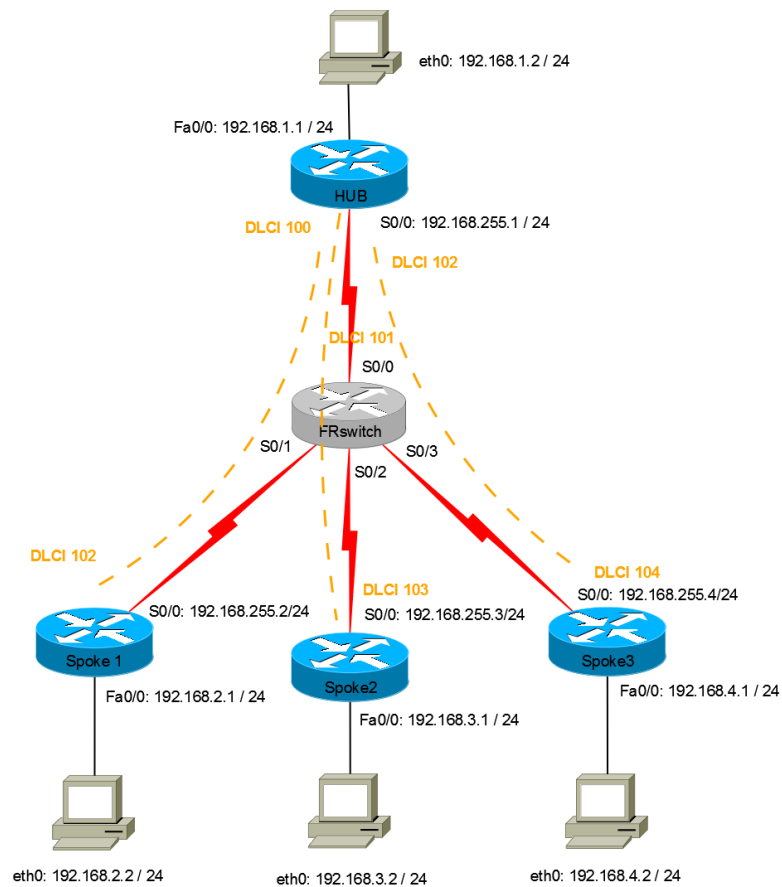 eth0: 192.168.1.2 / 24
Fa0/0: 192.168.1.1 / 24
HUB
DLCI 100
S0/0: 192.168.255.1 / 24
DLCI 102
DLCI 101
S0/0
FRswitch
S0/1
S0/3
S0/2
DLCI 102
DLCI 103
DLCI 104
S0/0: 192.168.255.2/24
S0/0: 192.168.255.3/24
S0/0: 192.168.255.4/24
Spoke 1
Spoke2
Spoke3
Fa0/0: 192.168.2.1 / 24
Fa0/0: 192.168.3.1 / 24
Fa0/0: 192.168.4.1 / 24
eth0: 192.168.2.2 / 24
eth0: 192.168.3.2 / 24
eth0: 192.168.4.2 / 24